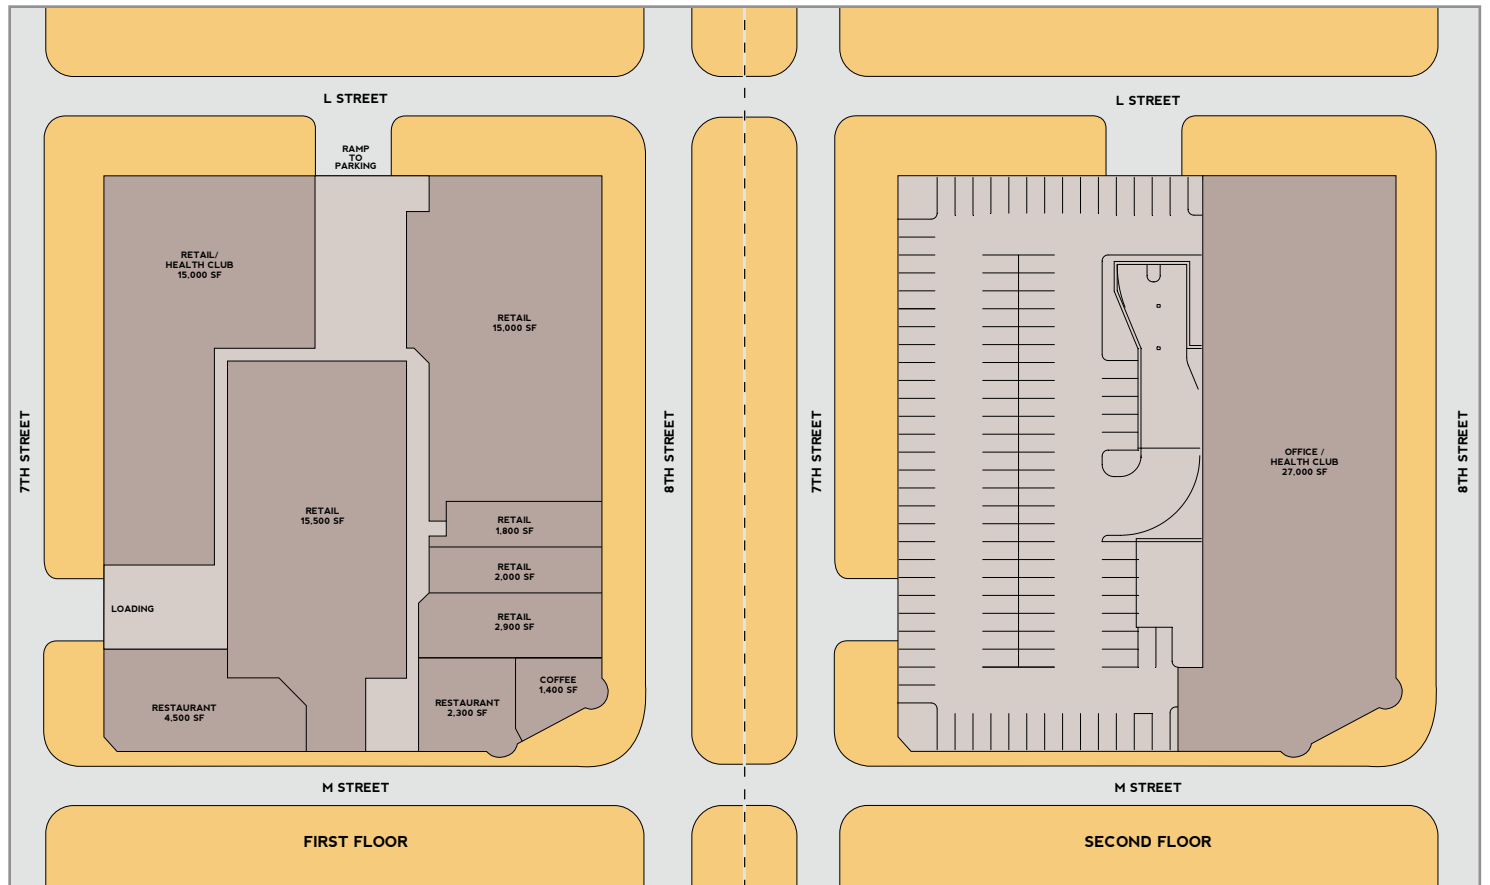 L STREET
RAMP
TO
PARKING
RETAIL/
HEALTH CLUB
15,000 SF
RETAIL
15,000 SF
7TH STREET
8TH STREET
RETAIL
15,500 SF
RETAIL
1,800 SF
RETAIL
2,000 SF
LOADING
RETAIL
2,900 SF
COFFEE
1,400 SF
RESTAURANT
4,500 SF
RESTAURANT
2,300 SF
M STREET
FIRST FLOOR
L STREET
7TH STREET
8TH STREET
OFFICE /
HEALTH CLUB
27,000 SF
M STREET
SECOND FLOOR